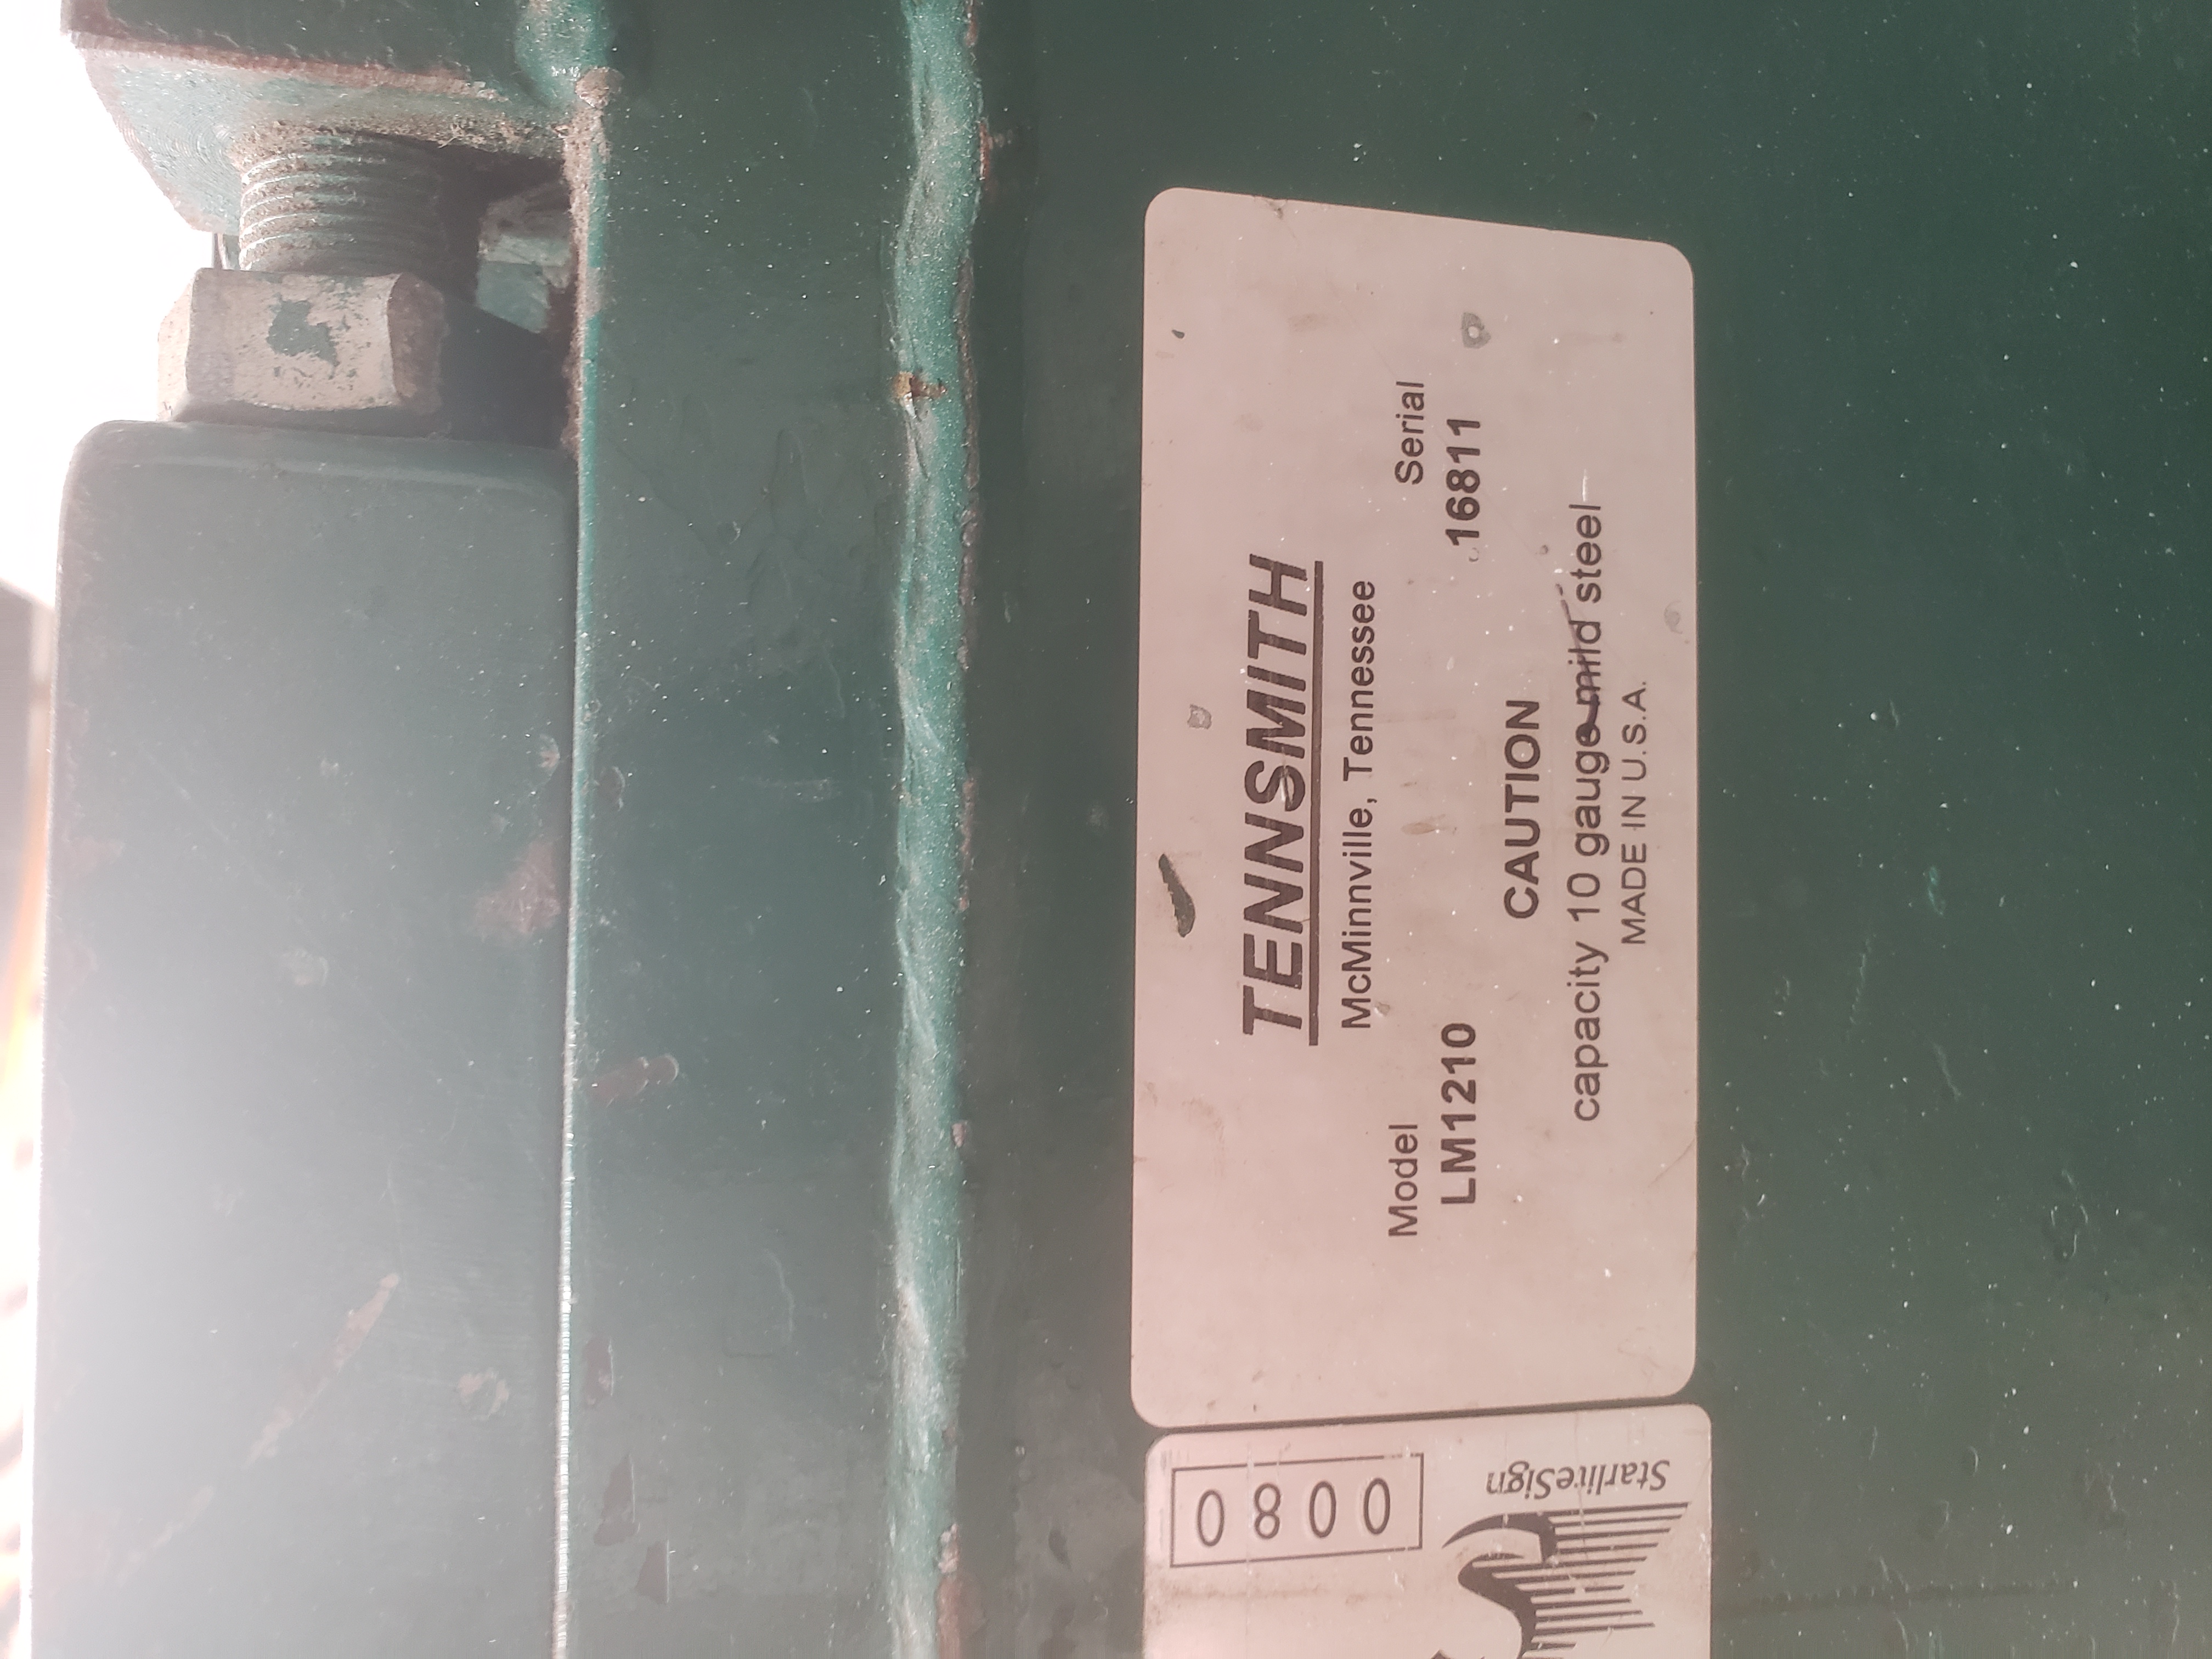 TENNSMITH
McMinnville, Tennessee
Model Serial
LM1210 16811
CAUTION
capacity 10 gauge mild steel
MADE IN U.S.A.
0080
StarliteSign